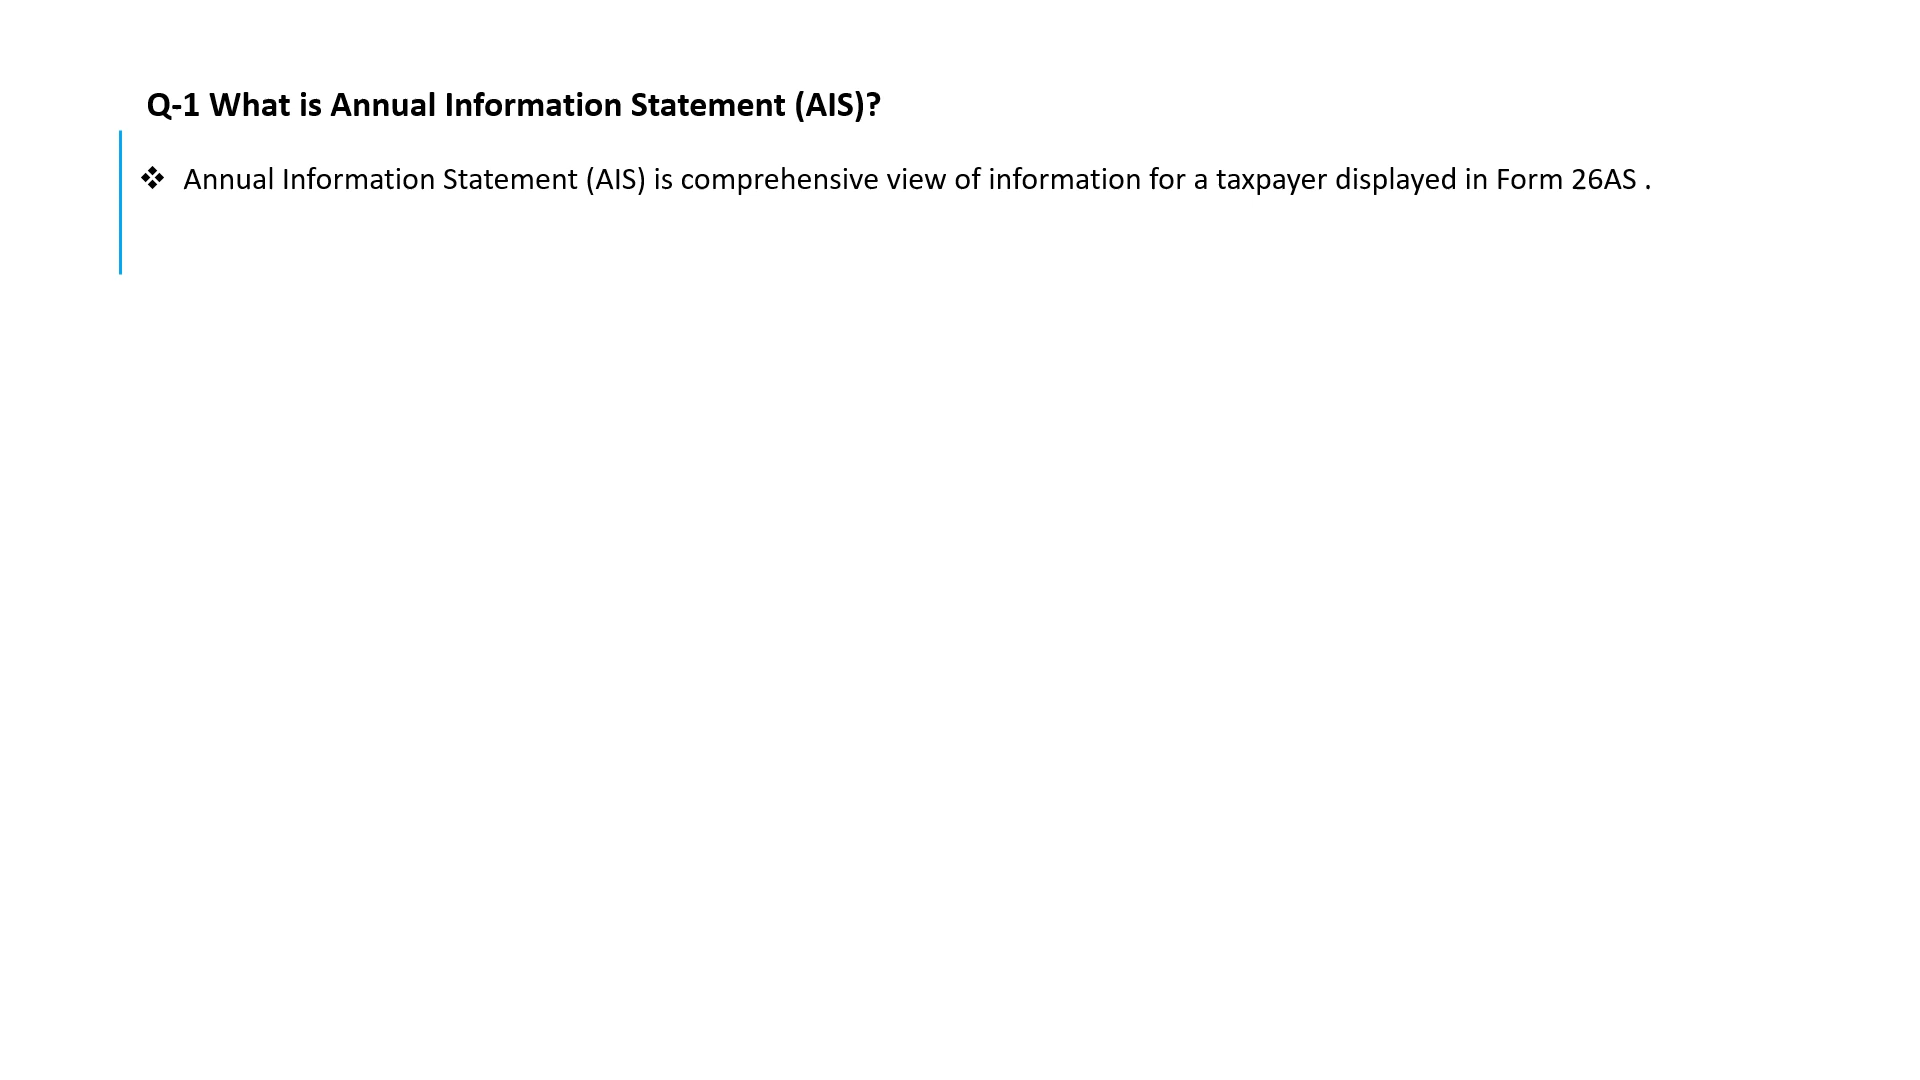 Q-1 What is Annual Information Statement (AIS)?
❖ Annual Information Statement (AIS) is comprehensive view of information for a taxpayer displayed in Form 26AS .